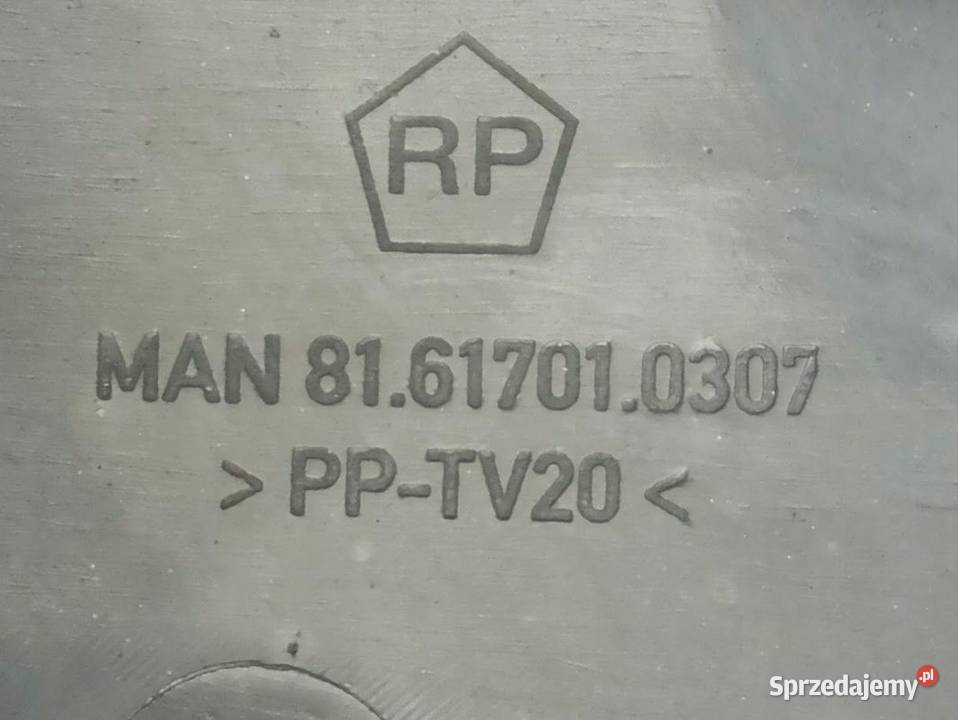 RP
MAN 81.61701.0307
> PP-TV20 <
Sprzedajemy.pl